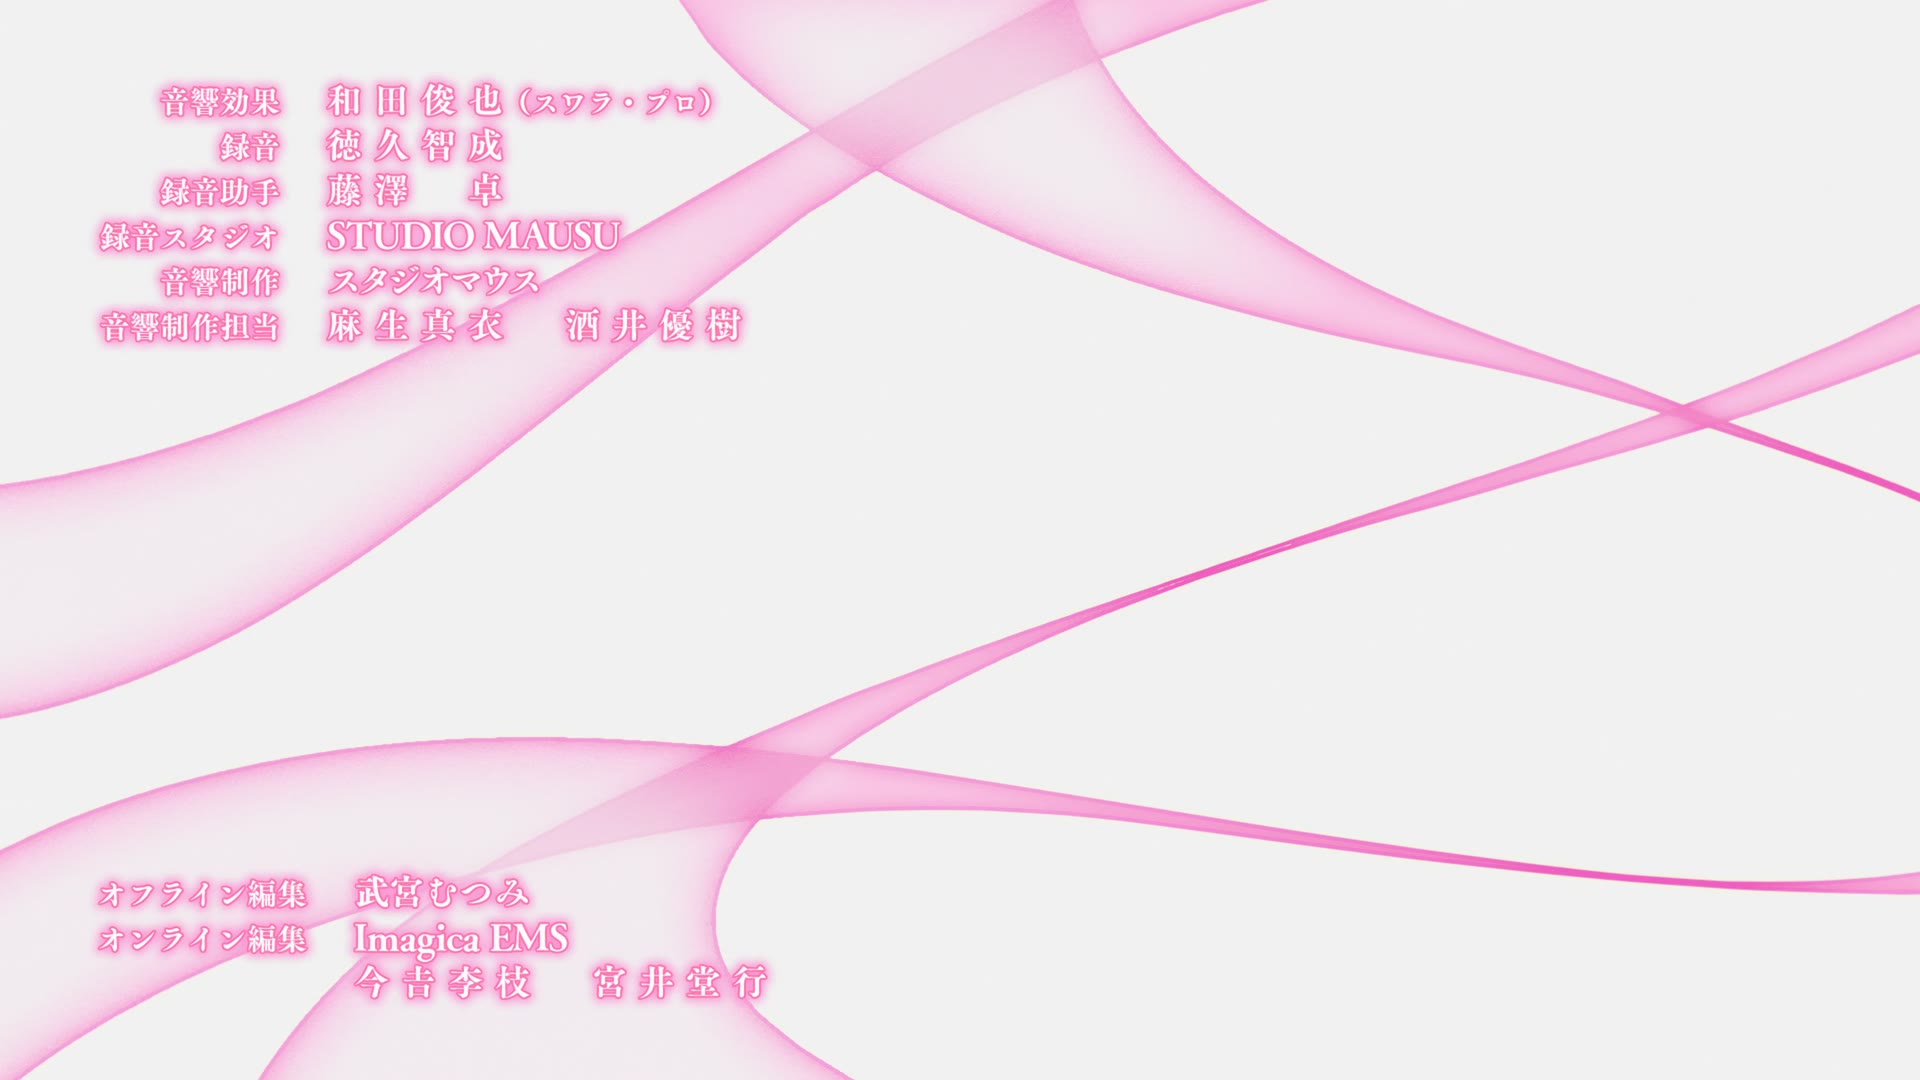 音響効果 和田俊也（スワラ・プロ）
録音 徳久智成
録音助手 藤澤 卓
録音スタジオ STUDIO MAUSU
音響制作 スタジオマウス
音響制作担当 麻生真衣 酒井優樹
オフライン編集 武宮むつみ
オンライン編集 Imagica EMS
今𠮷李枝 宮井堂行